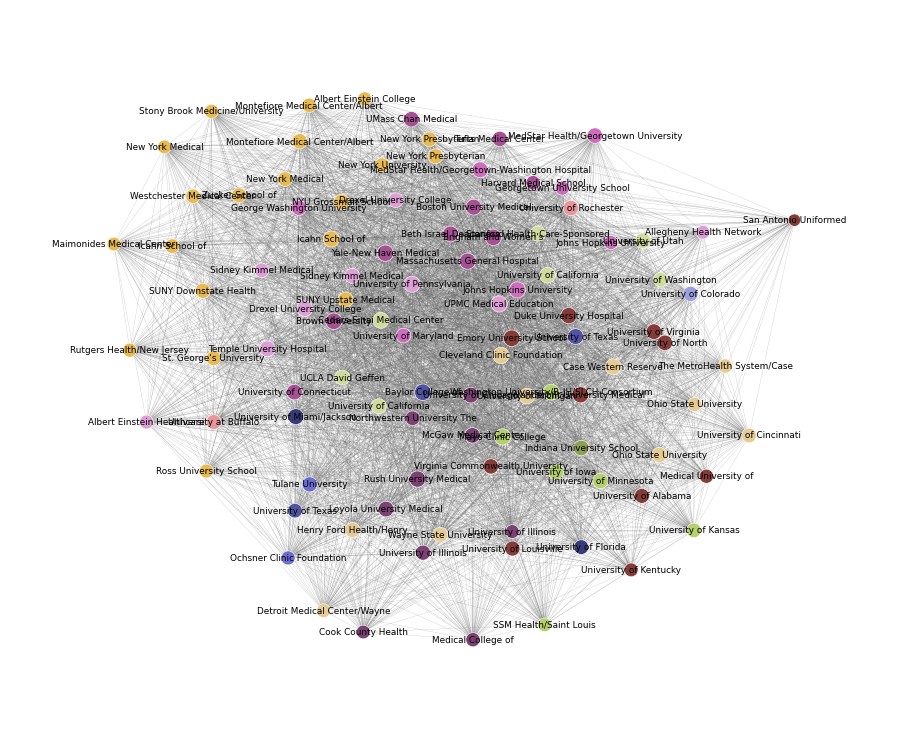 Albert Einstein College
Montefiore Medical Center/Albert
Stony Brook Medicine/University
UMass Chan Medical
MedStar Health/Georgetown University
New York Presbyterian
Tufts Medical Center
Montefiore Medical Center/Albert
New York Medical
New York Presbyterian
New York University
MedStar Health/Georgetown-Washington Hospital
New York Medical
Harvard Medical School
Georgetown University School
Westchester Medical Center
Zucker School of
NYU Grossman School
Drexel University College
George Washington University
Boston University Medical
University of Rochester
San Antonio Uniformed
Allegheny Health Network
Beth Israel Deaconess
Brigham and Women's
Stanford Health Care-Sponsored
Johns Hopkins University
University of Utah
Icahn School of
Maimonides Medical Center
Icahn School of
Yale-New Haven Medical
Massachusetts General Hospital
Sidney Kimmel Medical
Sidney Kimmel Medical
University of California
University of Washington
University of Pennsylvania
Johns Hopkins University
University of Colorado
SUNY Downstate Health
SUNY Upstate Medical
UPMC Medical Education
Drexel University College
Duke University Hospital
Brown University
Cedars-Sinai Medical Center
University of Maryland
Emory University School
University of Texas
University of Virginia
University of North
Rutgers Health/New Jersey
Temple University Hospital
St. George's University
Cleveland Clinic Foundation
Case Western Reserve
The MetroHealth System/Case
UCLA David Geffen
University of Connecticut
Baylor College
University of California
Ohio State University
University of Miami/Jackson
Northwestern University The
Albert Einstein Healthcare
University at Buffalo
McGaw Medical Center
Mayo Clinic College
University of Cincinnati
Indiana University School
Ohio State University
Ross University School
Virginia Commonwealth University
University of Iowa
Medical University of
Rush University Medical
University of Minnesota
Tulane University
University of Alabama
University of Texas
Loyola University Medical
Henry Ford Health/Henry
Wayne State University
University of Illinois
University of Kansas
University of Illinois
University of Louisville
University of Florida
Ochsner Clinic Foundation
University of Kentucky
Detroit Medical Center/Wayne
SSM Health/Saint Louis
Cook County Health
Medical College of